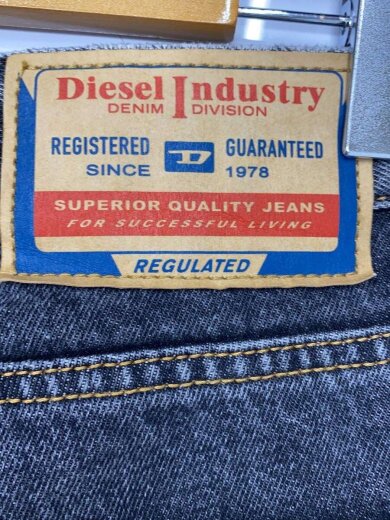 Diesel Industry
DENIM DIVISION
REGISTERED D GUARANTEED
SINCE 1978
SUPERIOR QUALITY JEANS
FOR SUCCESSFUL LIVING
REGULATED